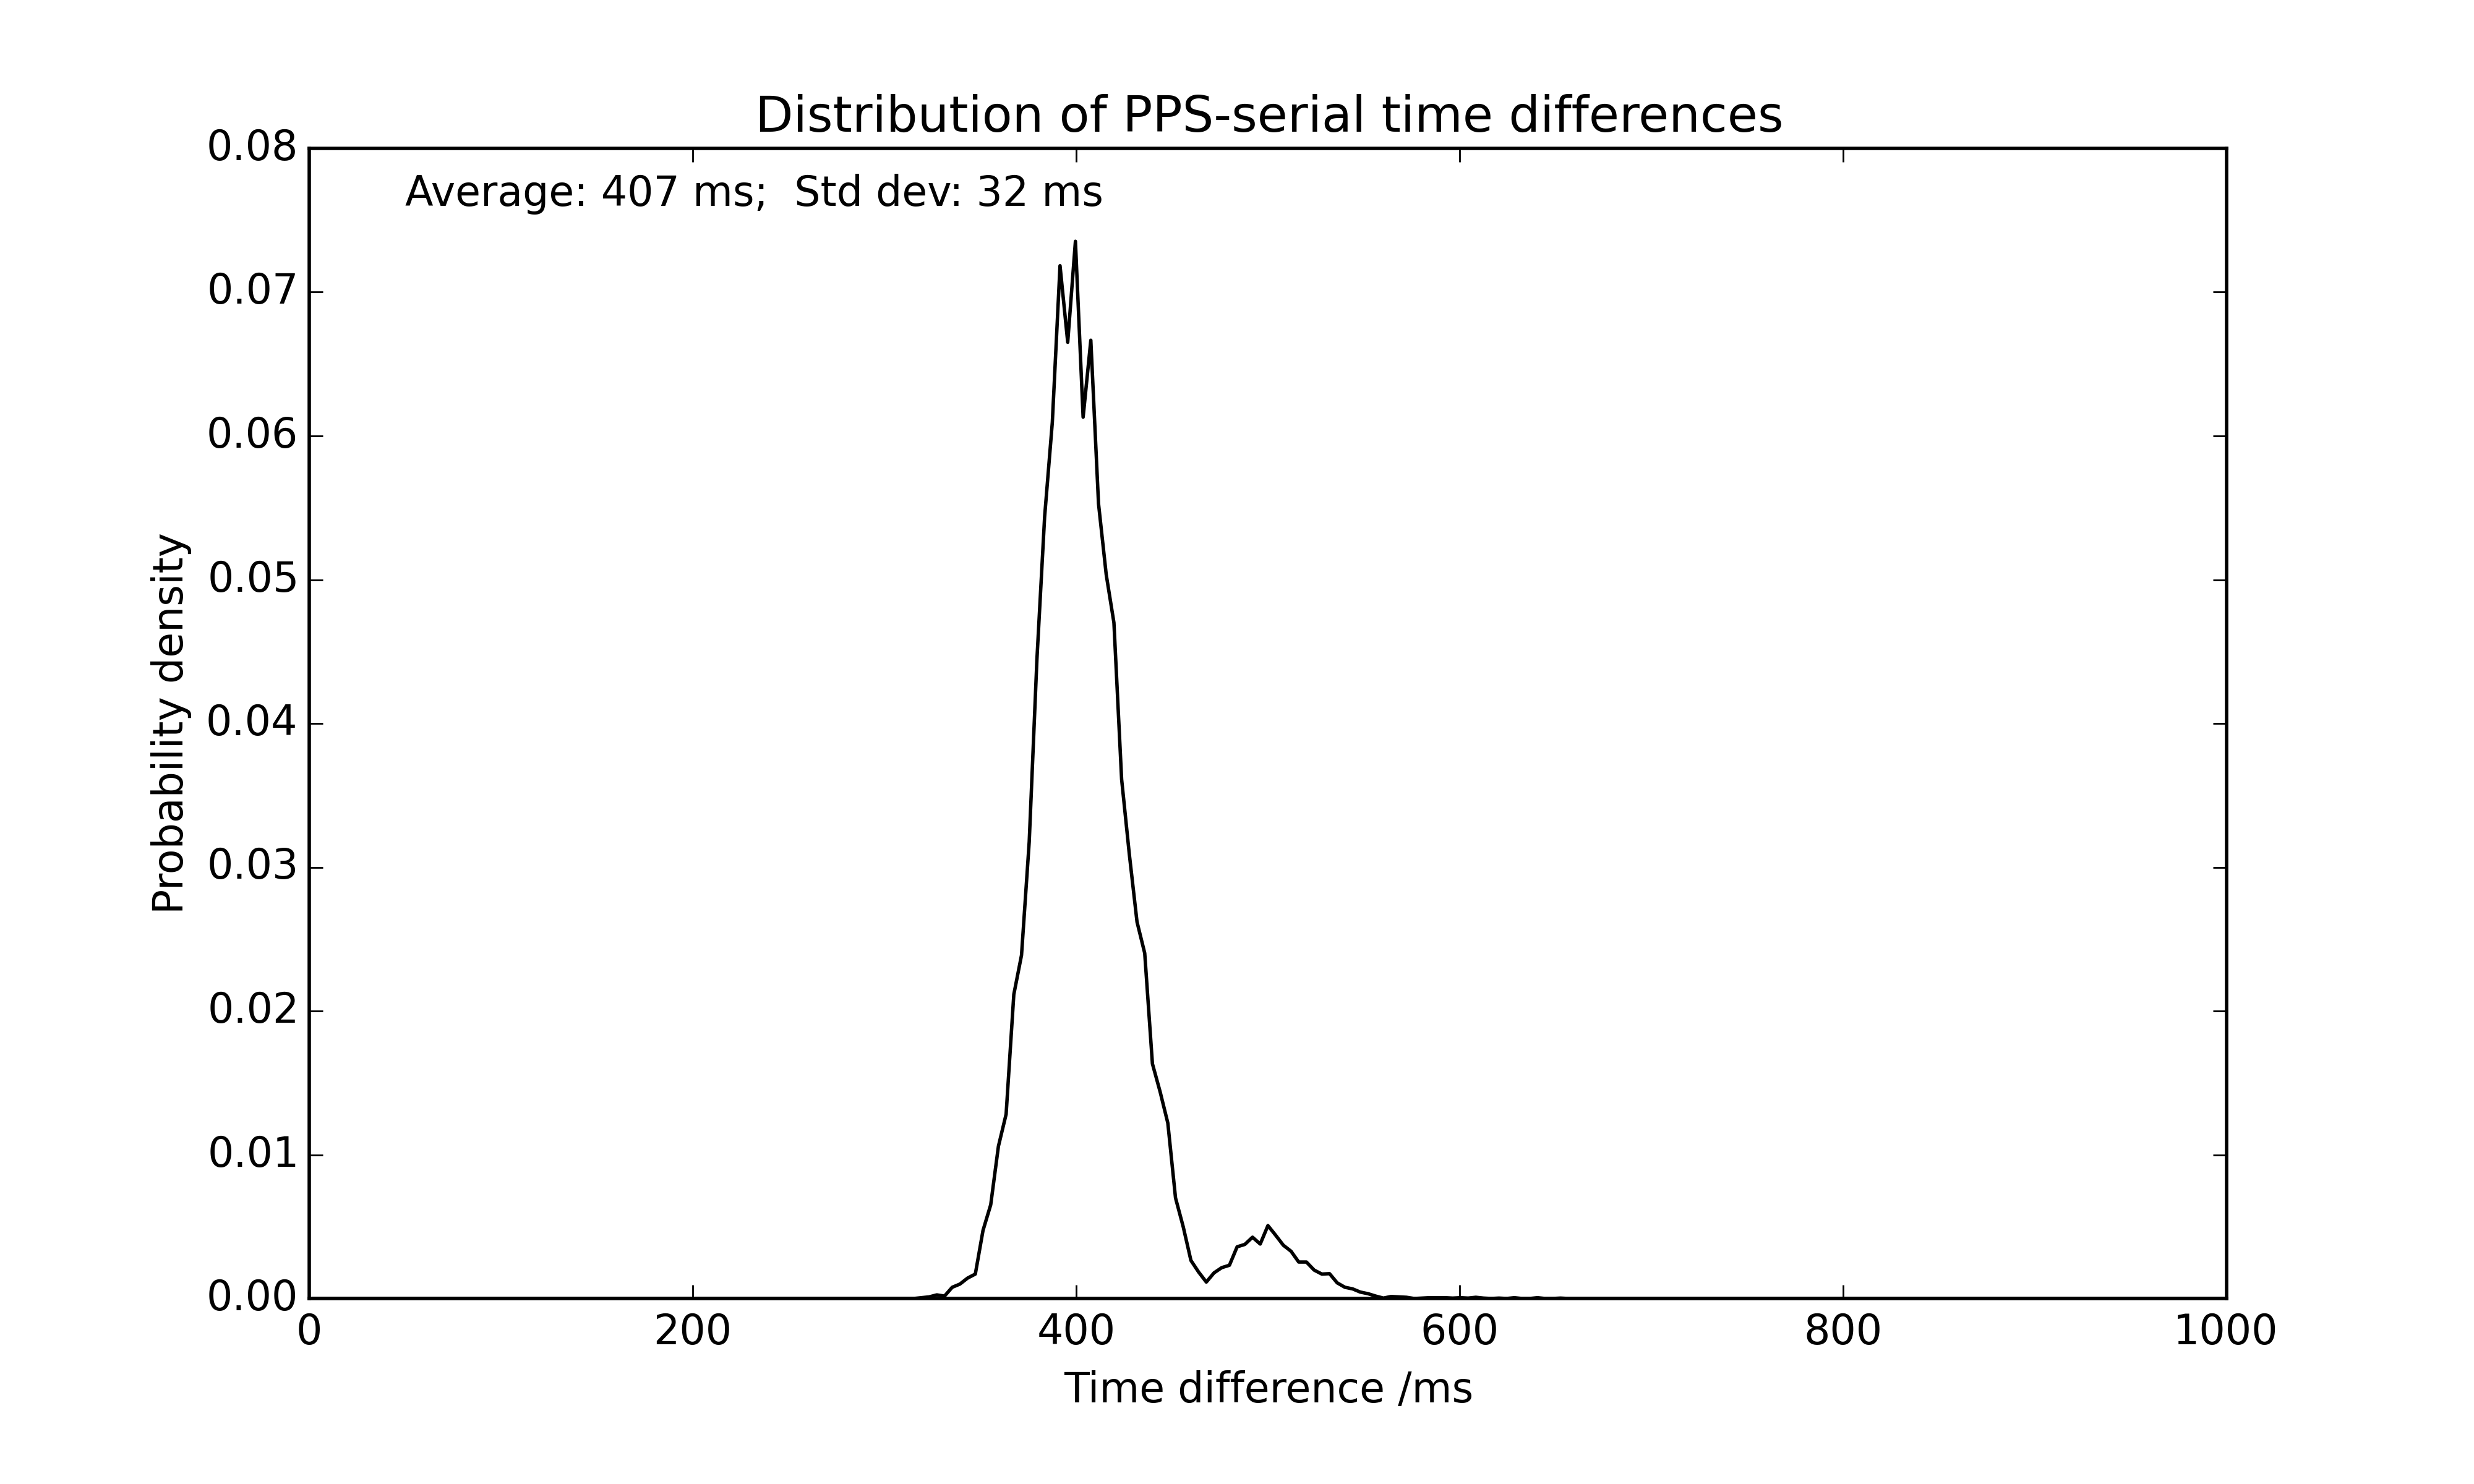 Distribution of PPS-serial time differences
Average: 407 ms;  Std dev: 32 ms
0.08
0.07
0.06
0.05
0.04
0.03
0.02
0.01
0.00
Probability density
0 200 400 600 800 1000
Time difference /ms